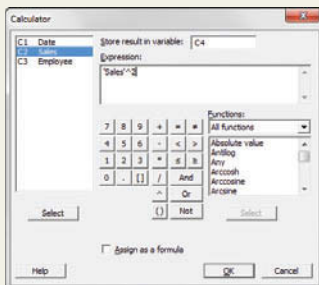 Calculator
C1 Date
C2 Sales
C3 Employee
Store result in variable: C4
Expression:
'Sales'^2
Functions:
7 8 9 + = ≠
All functions
4 5 6 - < >
Absolute value
Antilog
1 2 3 * ≤ ≥
Any
Arccosh
0 . [] / And
Arccosine
Arcsine
^ Or
Select
() Not
Select
Assign as a formula
Help
OK
Cancel